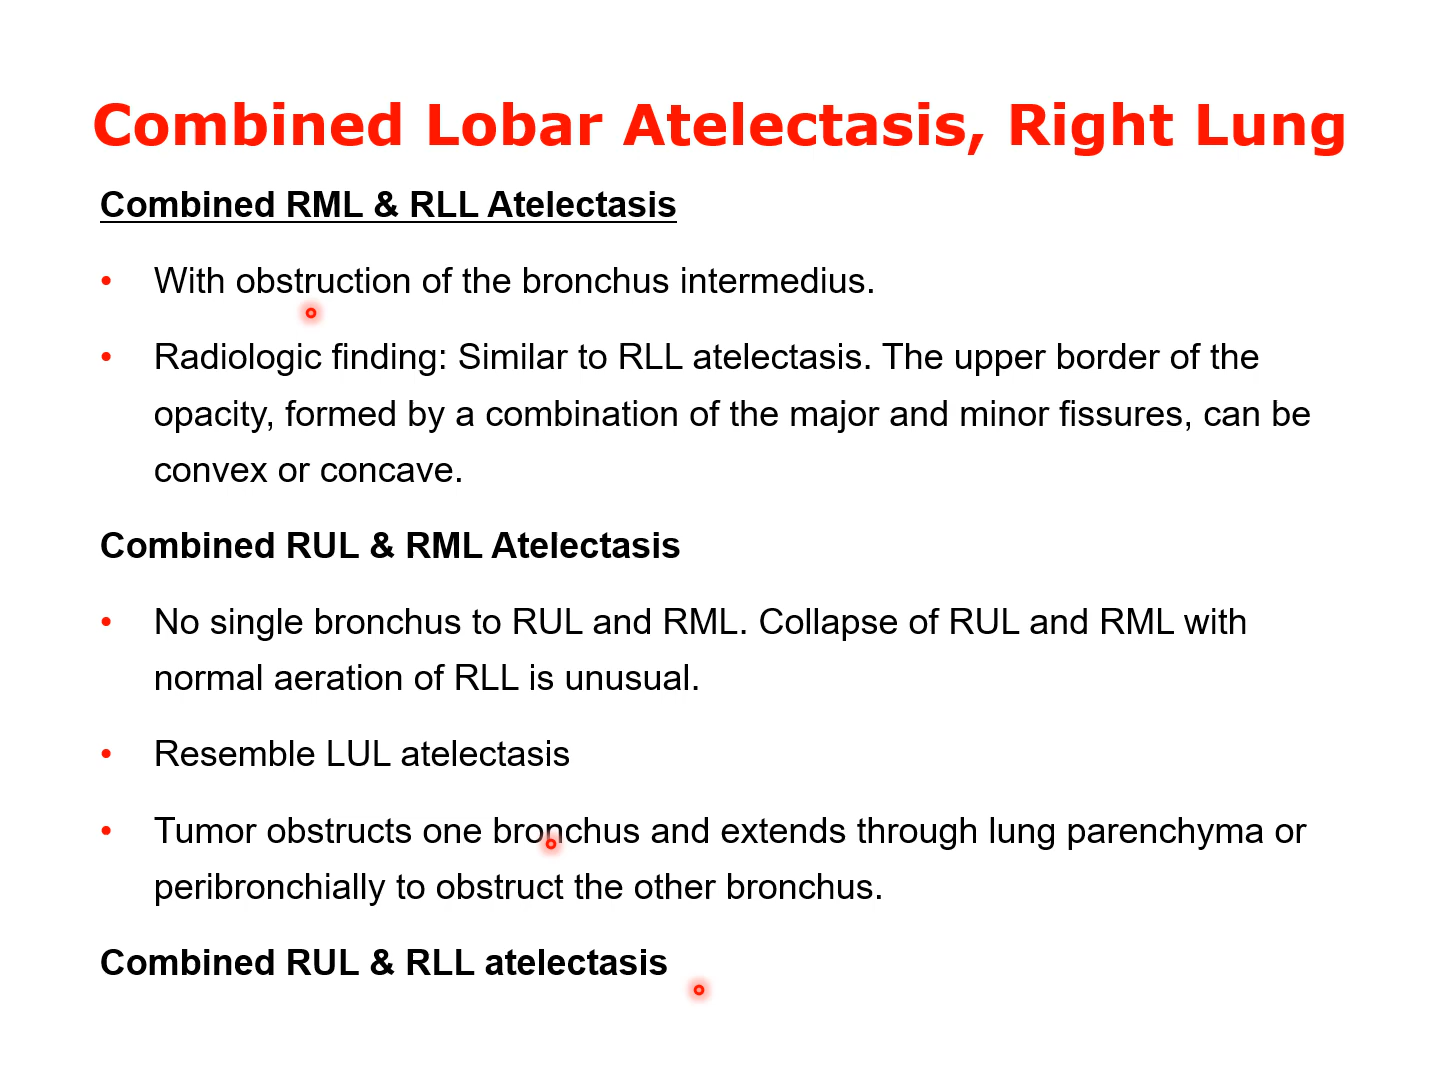 Combined Lobar Atelectasis, Right Lung
Combined RML & RLL Atelectasis
• With obstruction of the bronchus intermedius.
• Radiologic finding: Similar to RLL atelectasis. The upper border of the
opacity, formed by a combination of the major and minor fissures, can be
convex or concave.
Combined RUL & RML Atelectasis
• No single bronchus to RUL and RML. Collapse of RUL and RML with
normal aeration of RLL is unusual.
• Resemble LUL atelectasis
• Tumor obstructs one bronchus and extends through lung parenchyma or
peribronchially to obstruct the other bronchus.
Combined RUL & RLL atelectasis